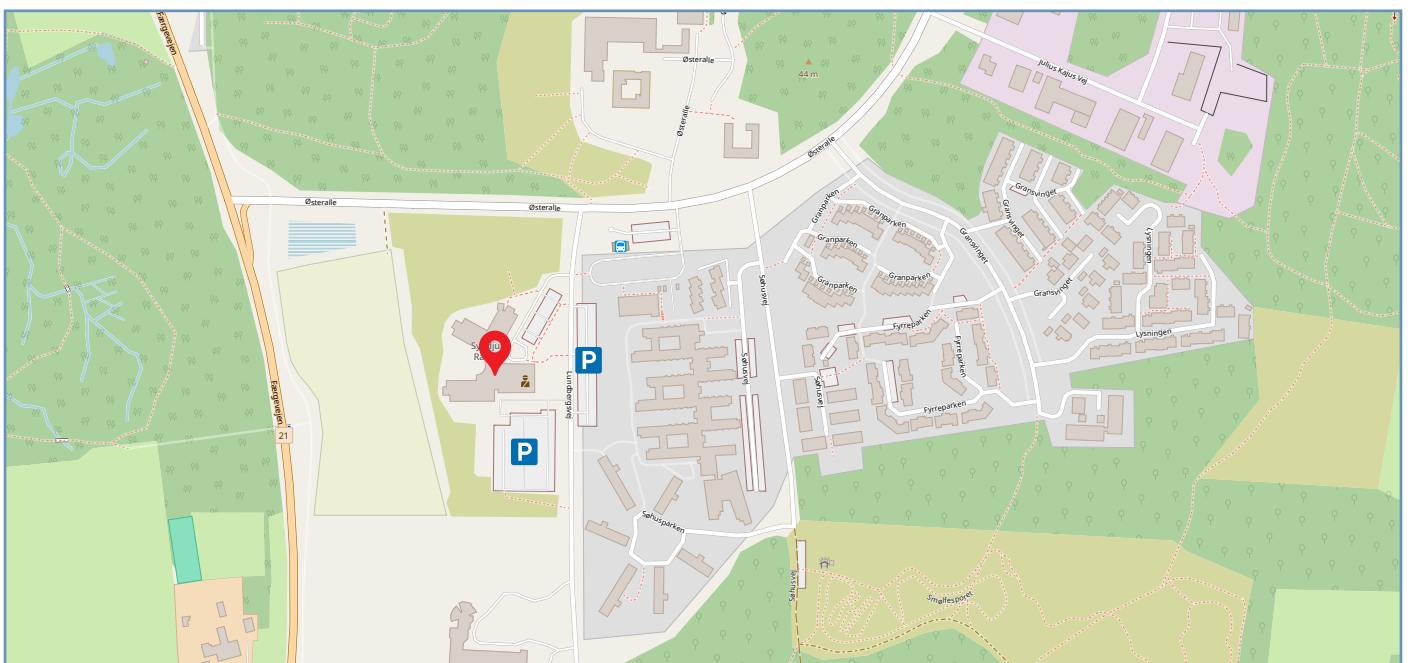 Færgevejen
Østeralle
44 m
Julius Kajus Vej
Østeralle
Østeralle
Østeralle
Østeralle
Gransvinget
Granparken
Granparken
Gransvinget
Gransvinget
Lysningen
Granparken
Granparken
Granparken
Søhusvej
Gransvinget
Fyrreparken
Lysningen
P
Søhusvej
Fyrreparken
Lundbergsvej
Færgevejen
Søhusvej
Fyrreparken
21
P
Søhusparken
Søhusvej
Smølfesporet